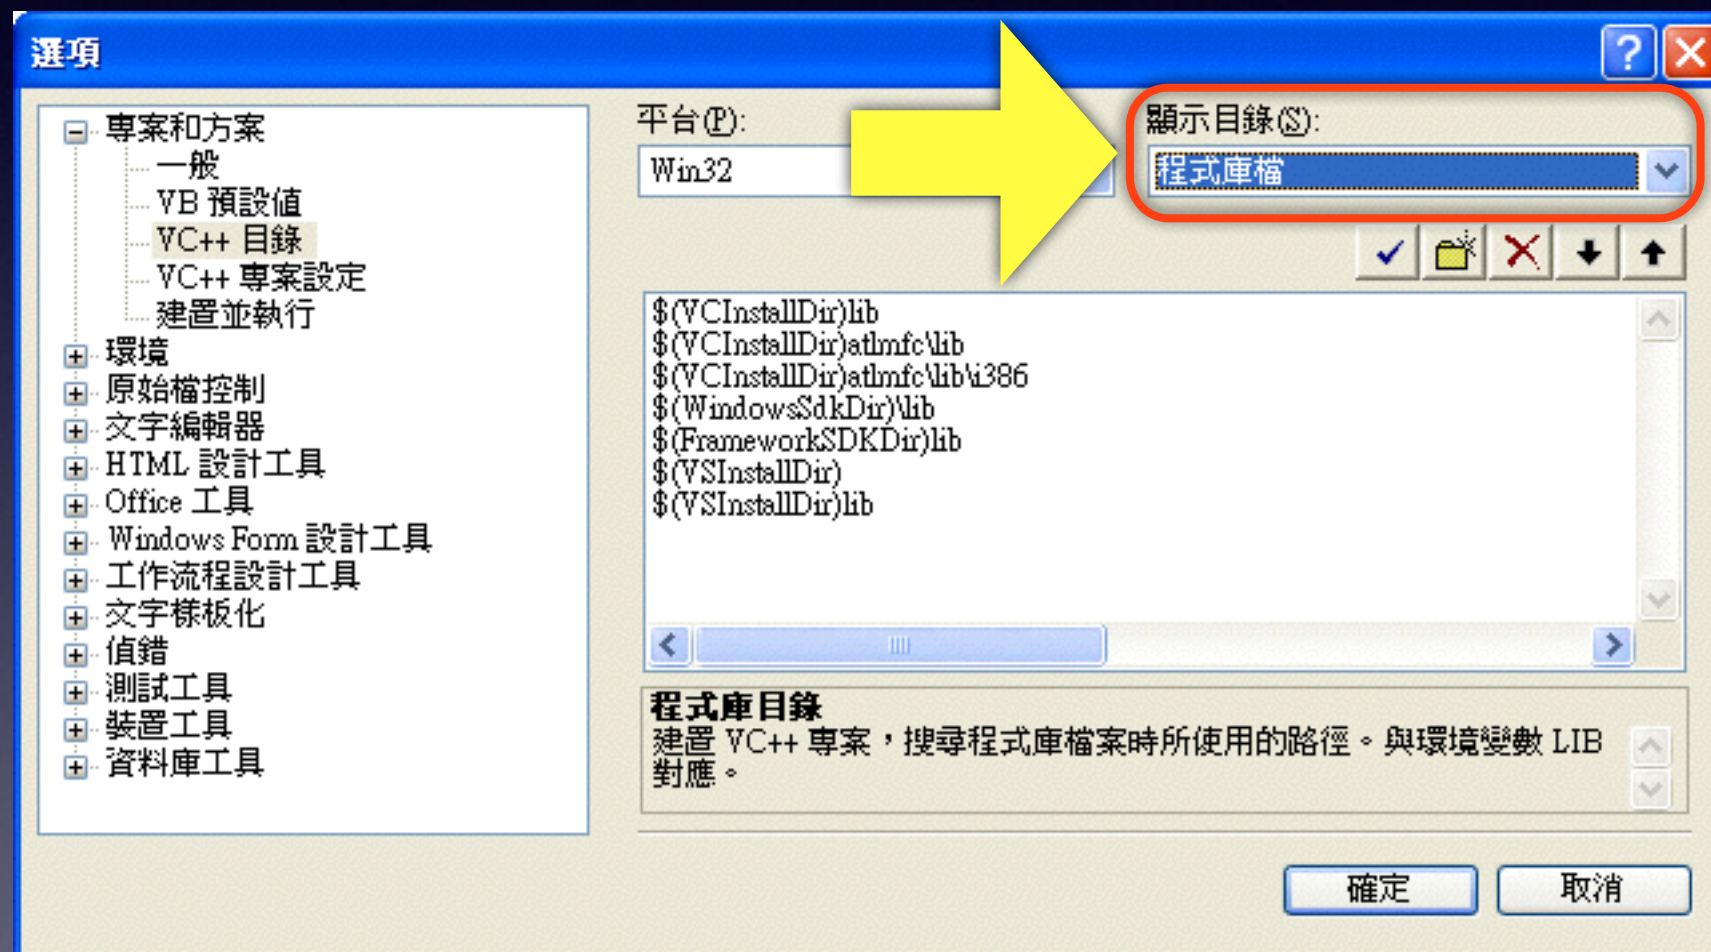 選項
專案和方案
一般
VB 預設值
VC++ 目錄
VC++ 專案設定
建置並執行
環境
原始檔控制
文字編輯器
HTML 設計工具
Office 工具
Windows Form 設計工具
工作流程設計工具
文字樣板化
偵錯
測試工具
裝置工具
資料庫工具
平台(P):
Win32
顯示目錄(S):
程式庫檔
$(VCInstallDir)lib
$(VCInstallDir)atlmfc\lib
$(VCInstallDir)atlmfc\lib\i386
$(WindowsSdkDir)\lib
$(FrameworkSDKDir)lib
$(VSInstallDir)
$(VSInstallDir)lib
程式庫目錄
建置 VC++ 專案，搜尋程式庫檔案時所使用的路徑。與環境變數 LIB
對應。
確定
取消